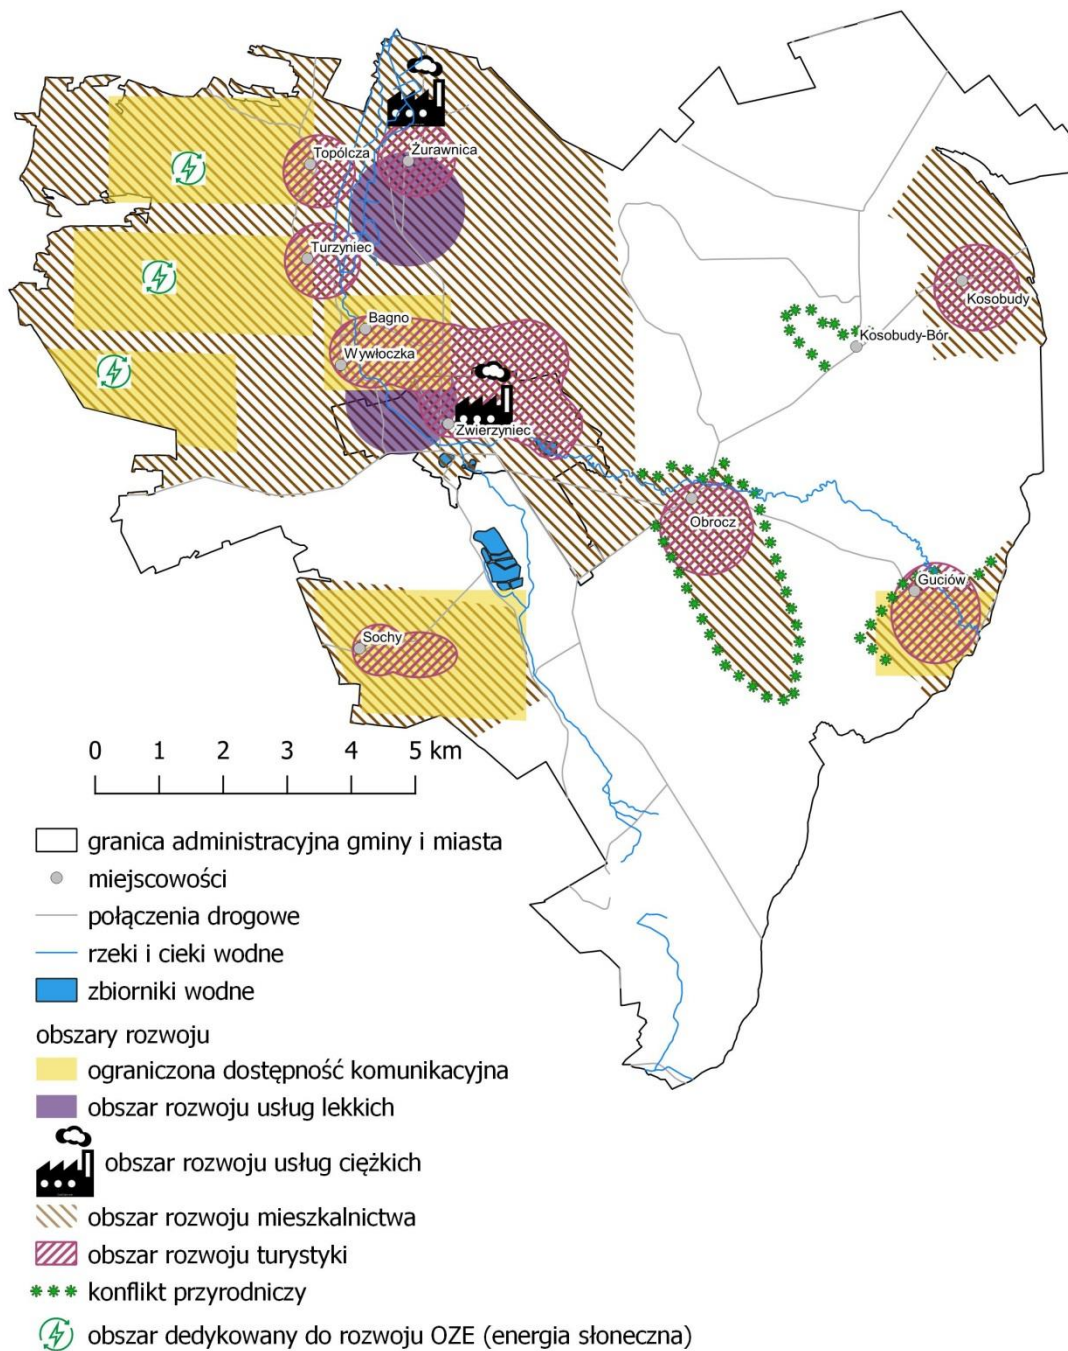 Topólcza
Żurawnica
Turzyniec
Kosobudy
Bagno
Kosobudy-Bór
Wywłoczka
Zwierzyniec
Obrocz
Guciów
Sochy
0 1 2 3 4 5 km
granica administracyjna gminy i miasta
miejscowości
połączenia drogowe
rzeki i cieki wodne
zbiorniki wodne
obszary rozwoju
ograniczona dostępność komunikacyjna
obszar rozwoju usług lekkich
obszar rozwoju usług ciężkich
obszar rozwoju mieszkalnictwa
obszar rozwoju turystyki
konflikt przyrodniczy
obszar dedykowany do rozwoju OZE (energia słoneczna)